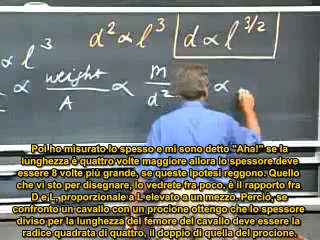 d² ∝ l³ d ∝ l^{3/2}
∝ l³
∝ weight/A ∝ m/d² ∝
Poi ho misurato lo spesso e mi sono detto "Aha!" se la
lunghezza è quattro volte maggiore allora lo spessore deve
essere 8 volte più grande, se queste ipotesi reggono. Quello
che vi sto per disegnare, lo vedrete fra poco, è il rapporto fra
D e L, proporzionale a L elevato a un mezzo. Perciò, se
confronto un cavallo con un procione ottengo che lo spessore
diviso per la lunghezza del femore del cavallo deve essere la
radice quadrata di quattro, il doppio di quella del procione.